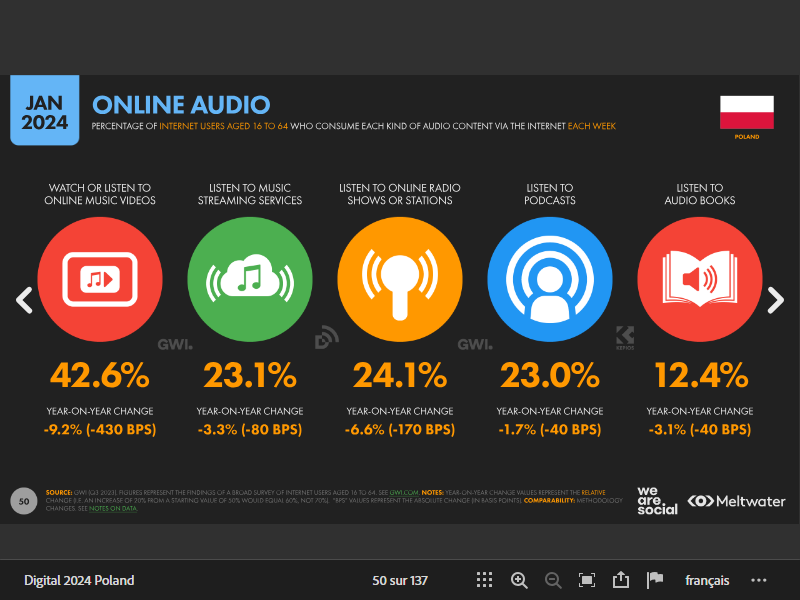 JAN
2024
ONLINE AUDIO
PERCENTAGE OF INTERNET USERS AGED 16 TO 64 WHO CONSUME EACH KIND OF AUDIO CONTENT VIA THE INTERNET EACH WEEK
POLAND
WATCH OR LISTEN TO
ONLINE MUSIC VIDEOS
LISTEN TO MUSIC
STREAMING SERVICES
LISTEN TO ONLINE RADIO
SHOWS OR STATIONS
LISTEN TO
PODCASTS
LISTEN TO
AUDIO BOOKS
GWI.
GWI.
KEPIOS
42.6%
23.1%
24.1%
23.0%
12.4%
YEAR-ON-YEAR CHANGE
-9.2% (-430 BPS)
YEAR-ON-YEAR CHANGE
-3.3% (-80 BPS)
YEAR-ON-YEAR CHANGE
-6.6% (-170 BPS)
YEAR-ON-YEAR CHANGE
-1.7% (-40 BPS)
YEAR-ON-YEAR CHANGE
-3.1% (-40 BPS)
50
SOURCE: GWI (Q3 2023). FIGURES REPRESENT THE FINDINGS OF A BROAD SURVEY OF INTERNET USERS AGED 16 TO 64. SEE GWI.COM. NOTES: YEAR-ON-YEAR CHANGE VALUES REPRESENT THE RELATIVE
CHANGE (I.E. AN INCREASE OF 20% FROM A STARTING VALUE OF 50% WOULD EQUAL 60%, NOT 70%). "BPS" VALUES REPRESENT THE ABSOLUTE CHANGE (IN BASIS POINTS). COMPARABILITY: METHODOLOGY
CHANGES. SEE NOTES ON DATA.
we
are.
social
Meltwater
Digital 2024 Poland
50 sur 137
français